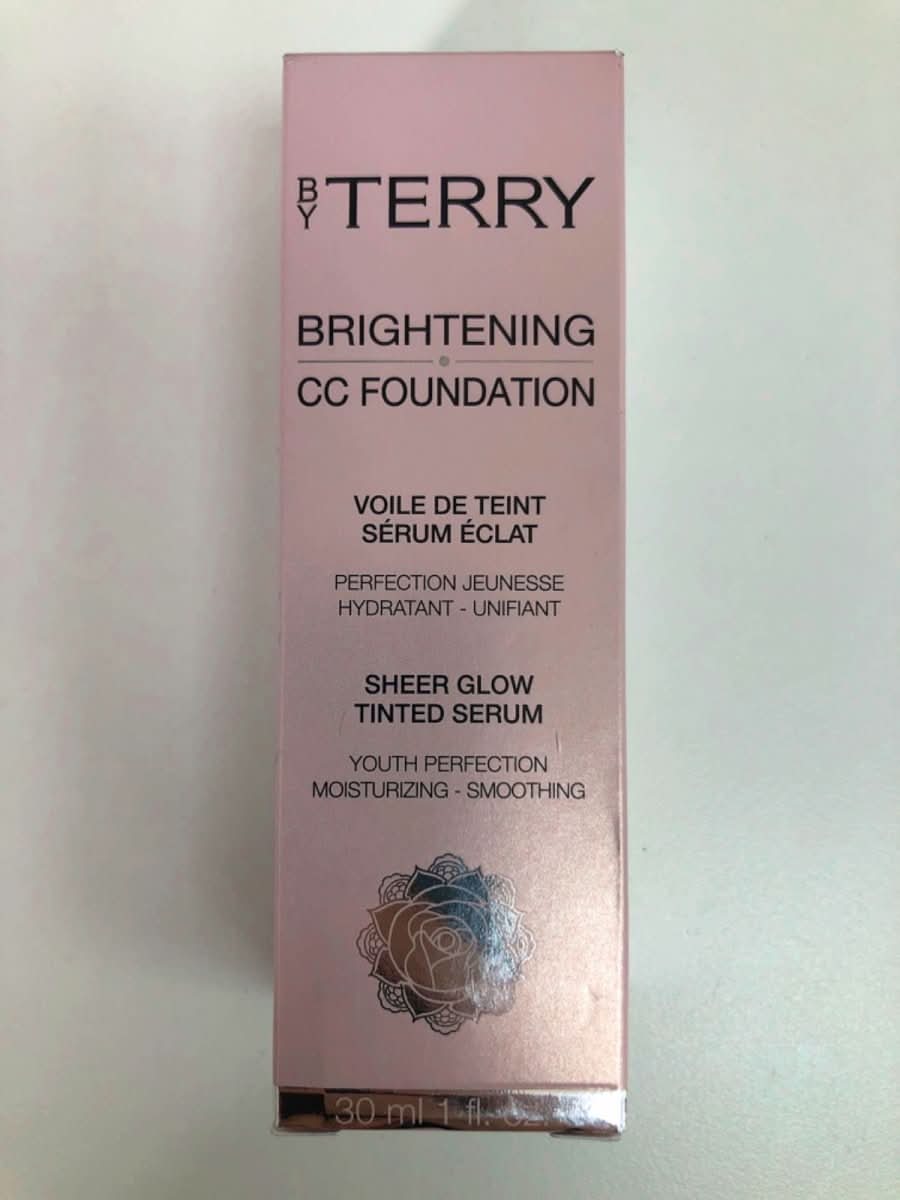 BY TERRY
BRIGHTENING
CC FOUNDATION
VOILE DE TEINT
SÉRUM ÉCLAT
PERFECTION JEUNESSE
HYDRATANT - UNIFIANT
SHEER GLOW
TINTED SERUM
YOUTH PERFECTION
MOISTURIZING - SMOOTHING
30 ml 1 fl. oz.